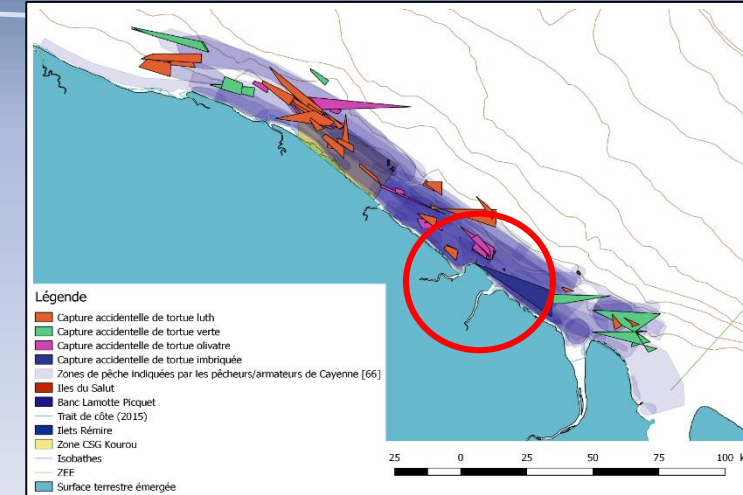 Légende
Capture accidentelle de tortue luth
Capture accidentelle de tortue verte
Capture accidentelle de tortue olivatre
Capture accidentelle de tortue imbriquée
Zones de pêche indiquées par les pêcheurs/armateurs de Cayenne [66]
Iles du Salut
Banc Lamotte Picquet
Trait de côte (2015)
Ilets Rémire
Zone CSG Kourou
Isobathes
ZEE
Surface terrestre émergée
25 0 25 50 75 100 k